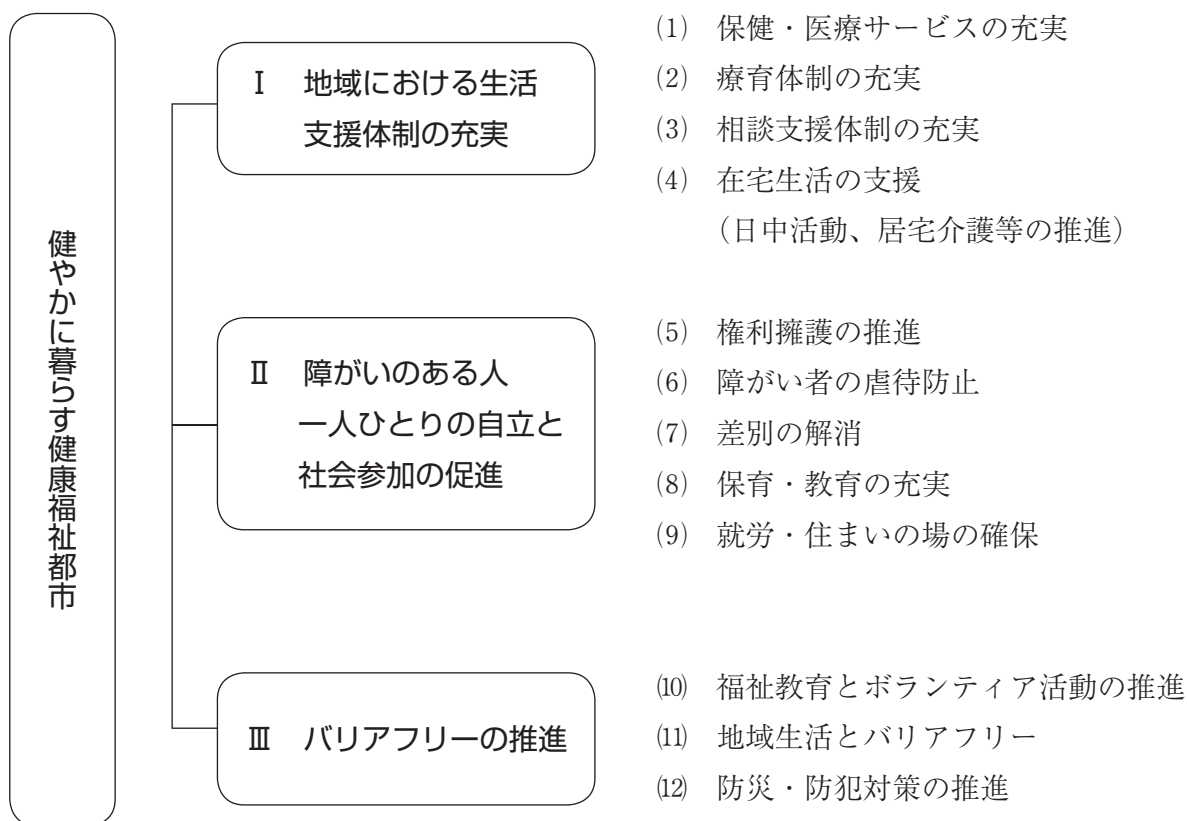 健やかに暮らす健康福祉都市
Ⅰ 地域における生活
支援体制の充実
⑴ 保健・医療サービスの充実
⑵ 療育体制の充実
⑶ 相談支援体制の充実
⑷ 在宅生活の支援
（日中活動、居宅介護等の推進）
Ⅱ 障がいのある人
一人ひとりの自立と
社会参加の促進
⑸ 権利擁護の推進
⑹ 障がい者の虐待防止
⑺ 差別の解消
⑻ 保育・教育の充実
⑼ 就労・住まいの場の確保
Ⅲ バリアフリーの推進
⑽ 福祉教育とボランティア活動の推進
⑾ 地域生活とバリアフリー
⑿ 防災・防犯対策の推進